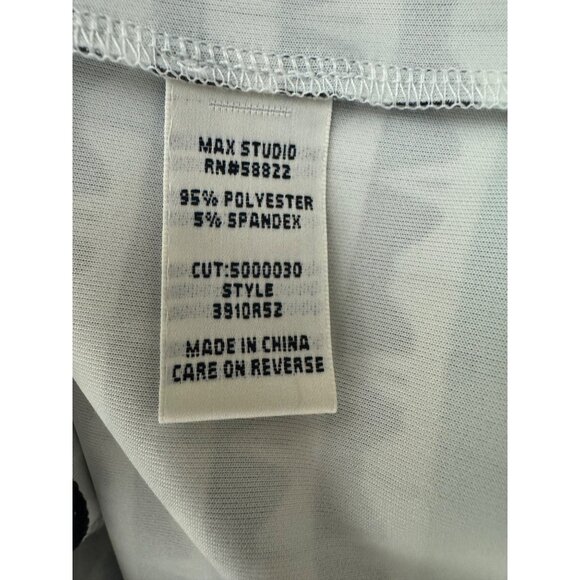 MAX STUDIO
RN#58822
95% POLYESTER
5% SPANDEX
CUT:5000030
STYLE
3910R52
MADE IN CHINA
CARE ON REVERSE